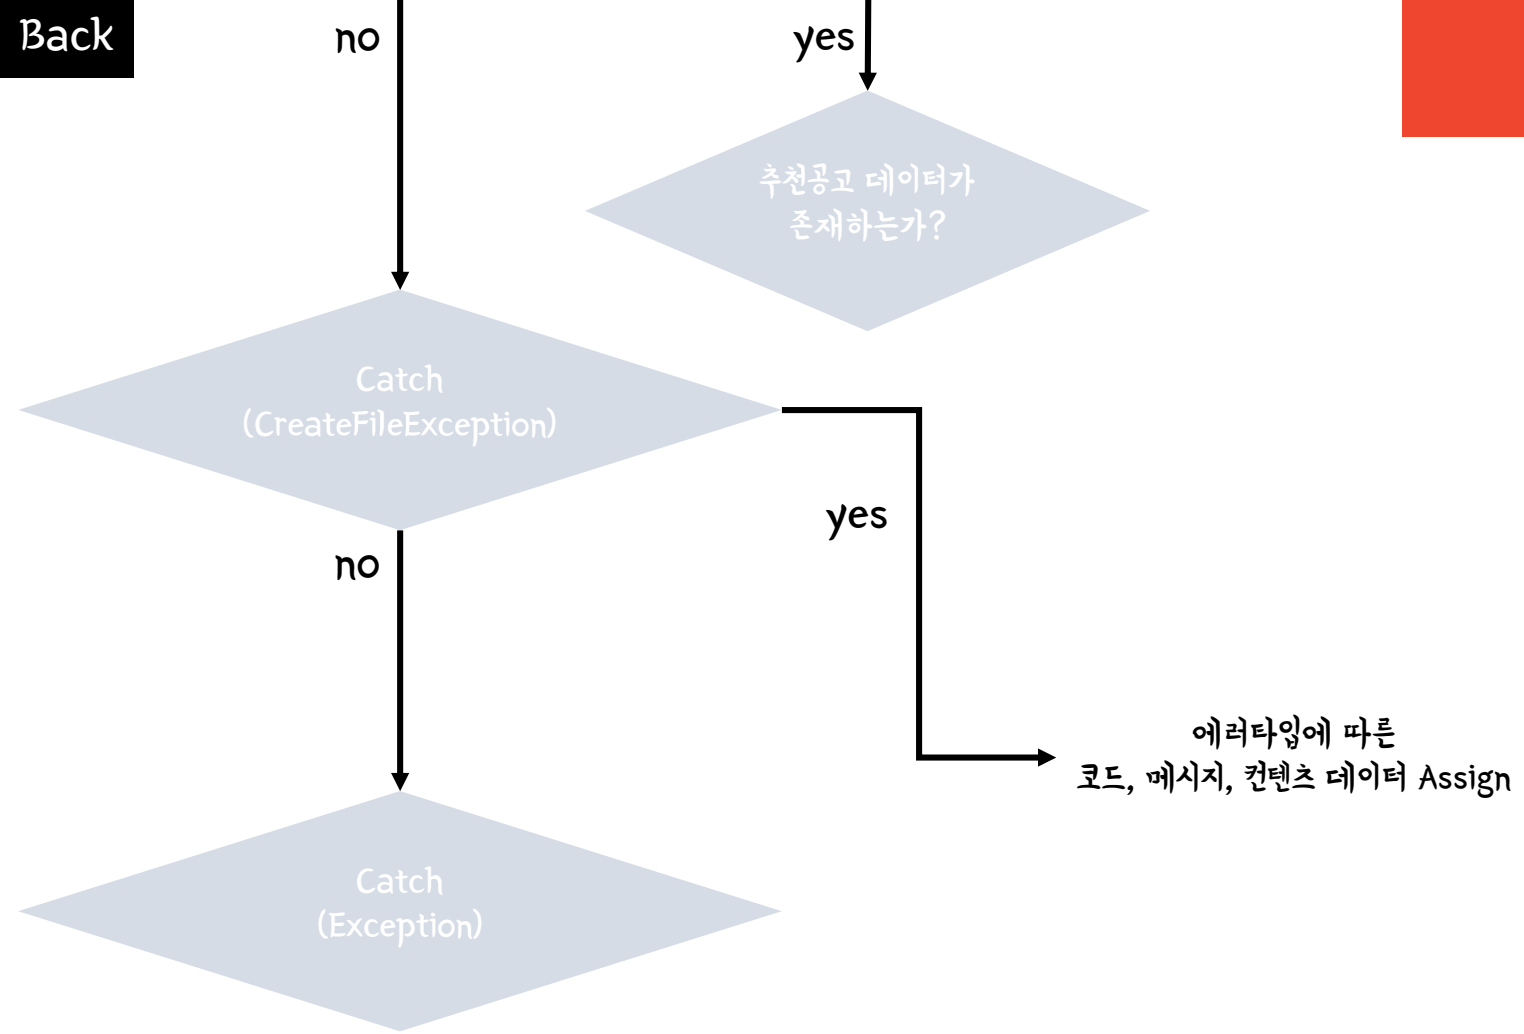 Back
no
yes
추천공고 데이터가
존재하는가?
Catch
(CreateFileException)
yes
no
에러타입에 따른
코드, 메시지, 컨텐츠 데이터 Assign
Catch
(Exception)